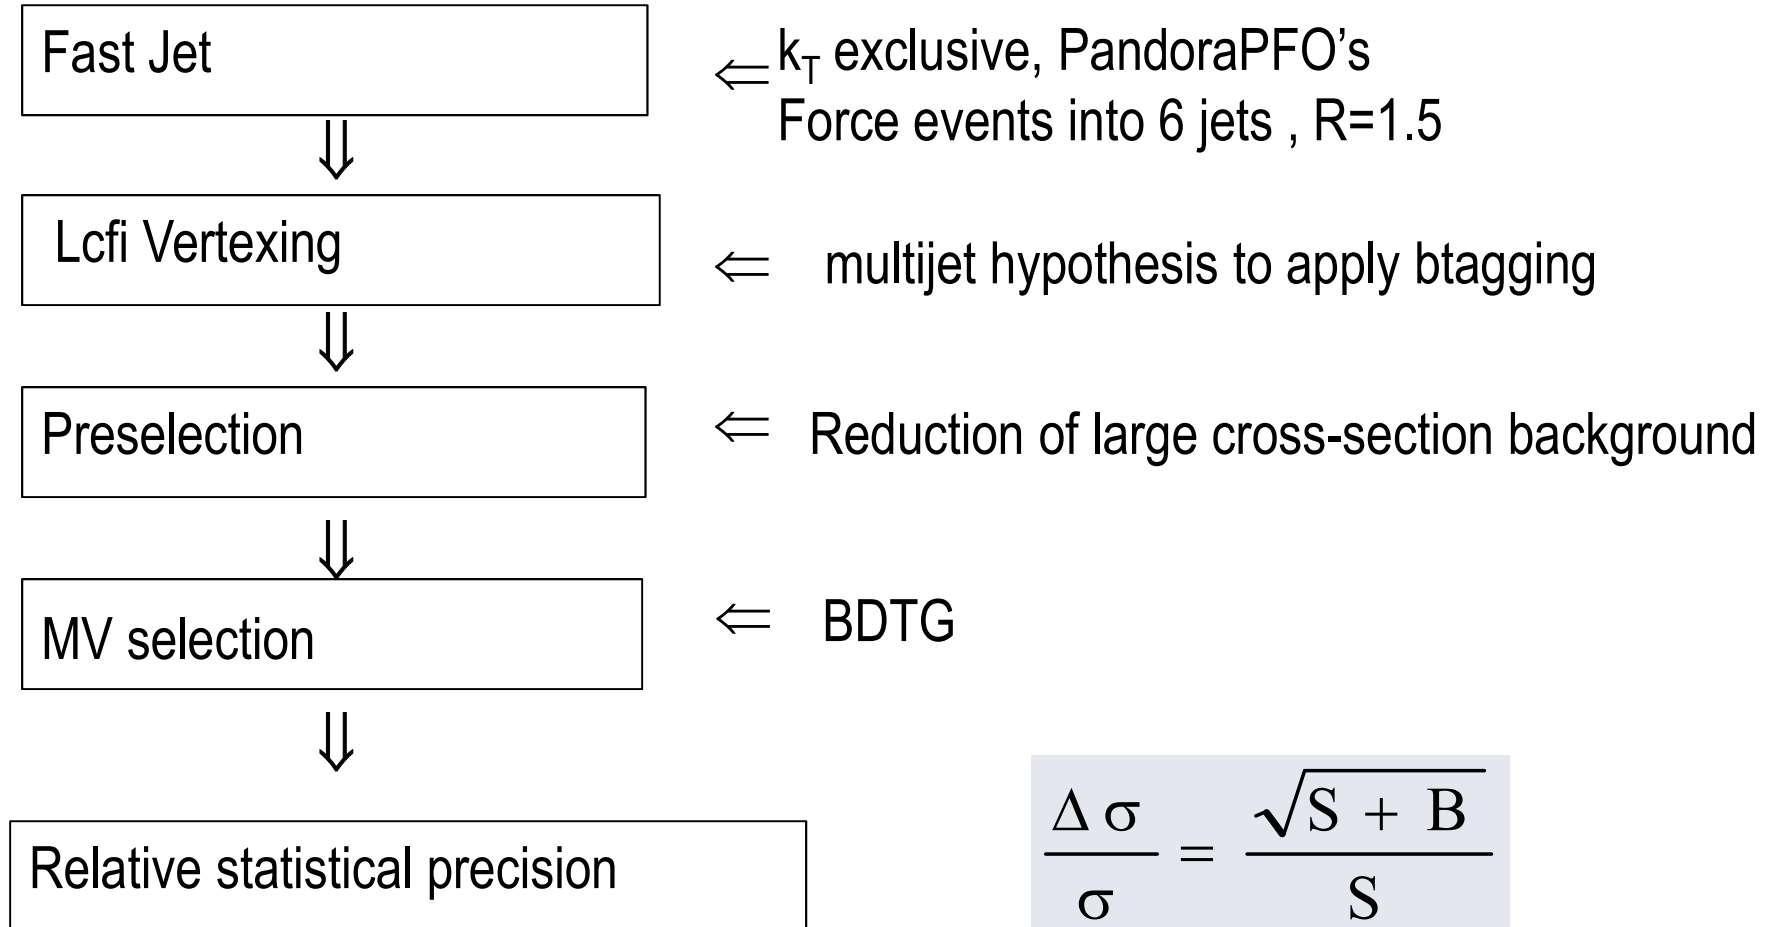 Fast Jet
⇐ k_T exclusive, PandoraPFO's
Force events into 6 jets , R=1.5
⇓
Lcfi Vertexing
⇐ multijet hypothesis to apply btagging
⇓
Preselection
⇐ Reduction of large cross-section background
⇓
MV selection
⇐ BDTG
⇓
Relative statistical precision
Δσ/σ = √(S + B)/S